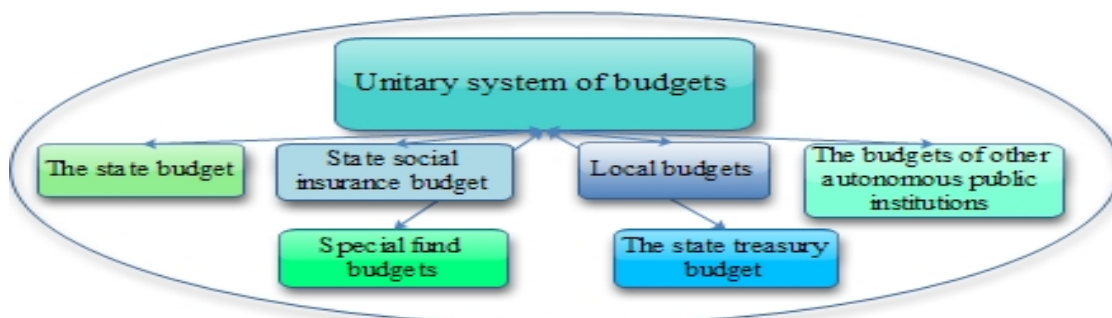 Unitary system of budgets
The state budget
State social
insurance budget
Local budgets
The budgets of other
autonomous public
institutions
Special fund
budgets
The state treasury
budget